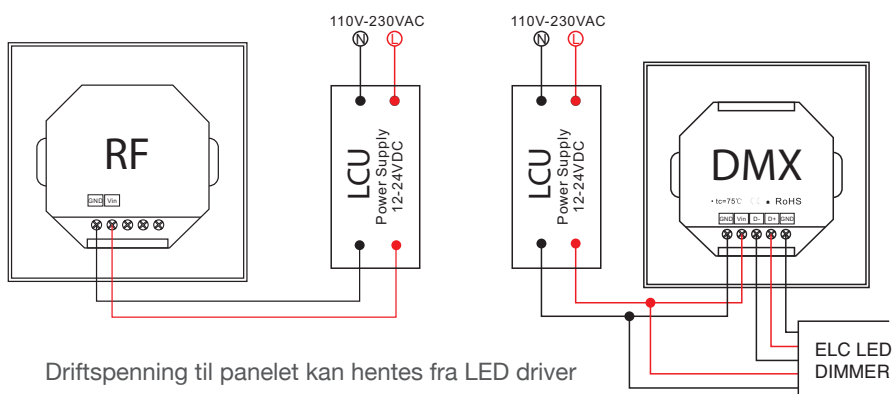 110V-230VAC
N L
RF
GND Vin
LCU
Power Supply
12-24VDC
110V-230VAC
N L
LCU
Power Supply
12-24VDC
DMX
• tc=75℃ CE RoHS
GND Vin D- D+ GND
ELC LED
DIMMER
Driftspenning til panelet kan hentes fra LED driver